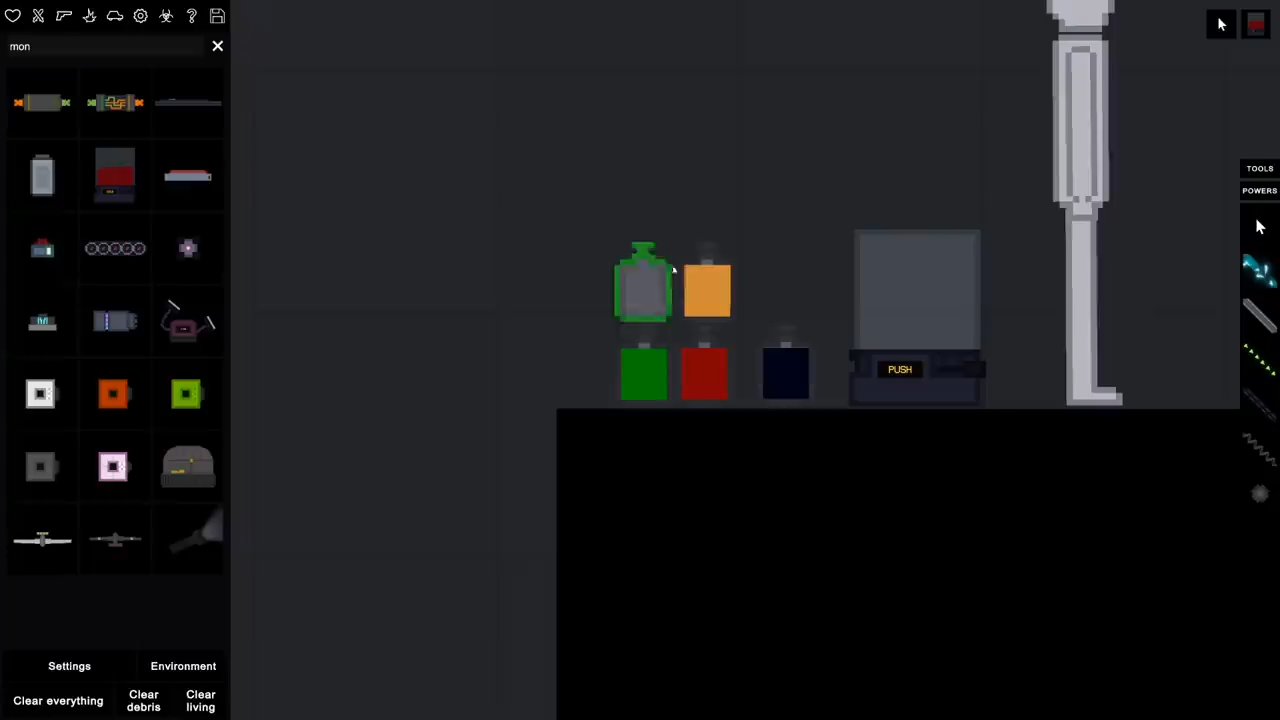 ?
mon
TOOLS
POWERS
PUSH
Settings
Environment
Clear everything
Clear debris
Clear living